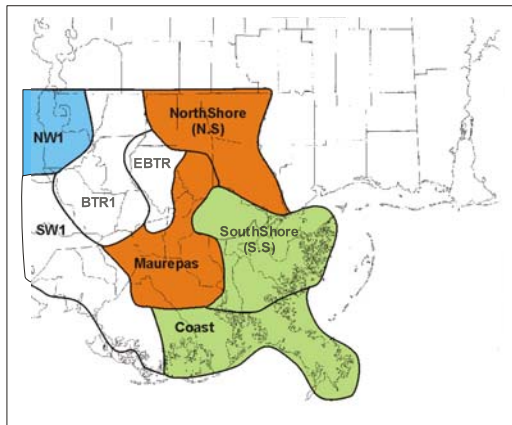 NorthShore
(N.S)
NW1
EBTR
BTR1
SW1
SouthShore
(S.S)
Maurepas
Coast